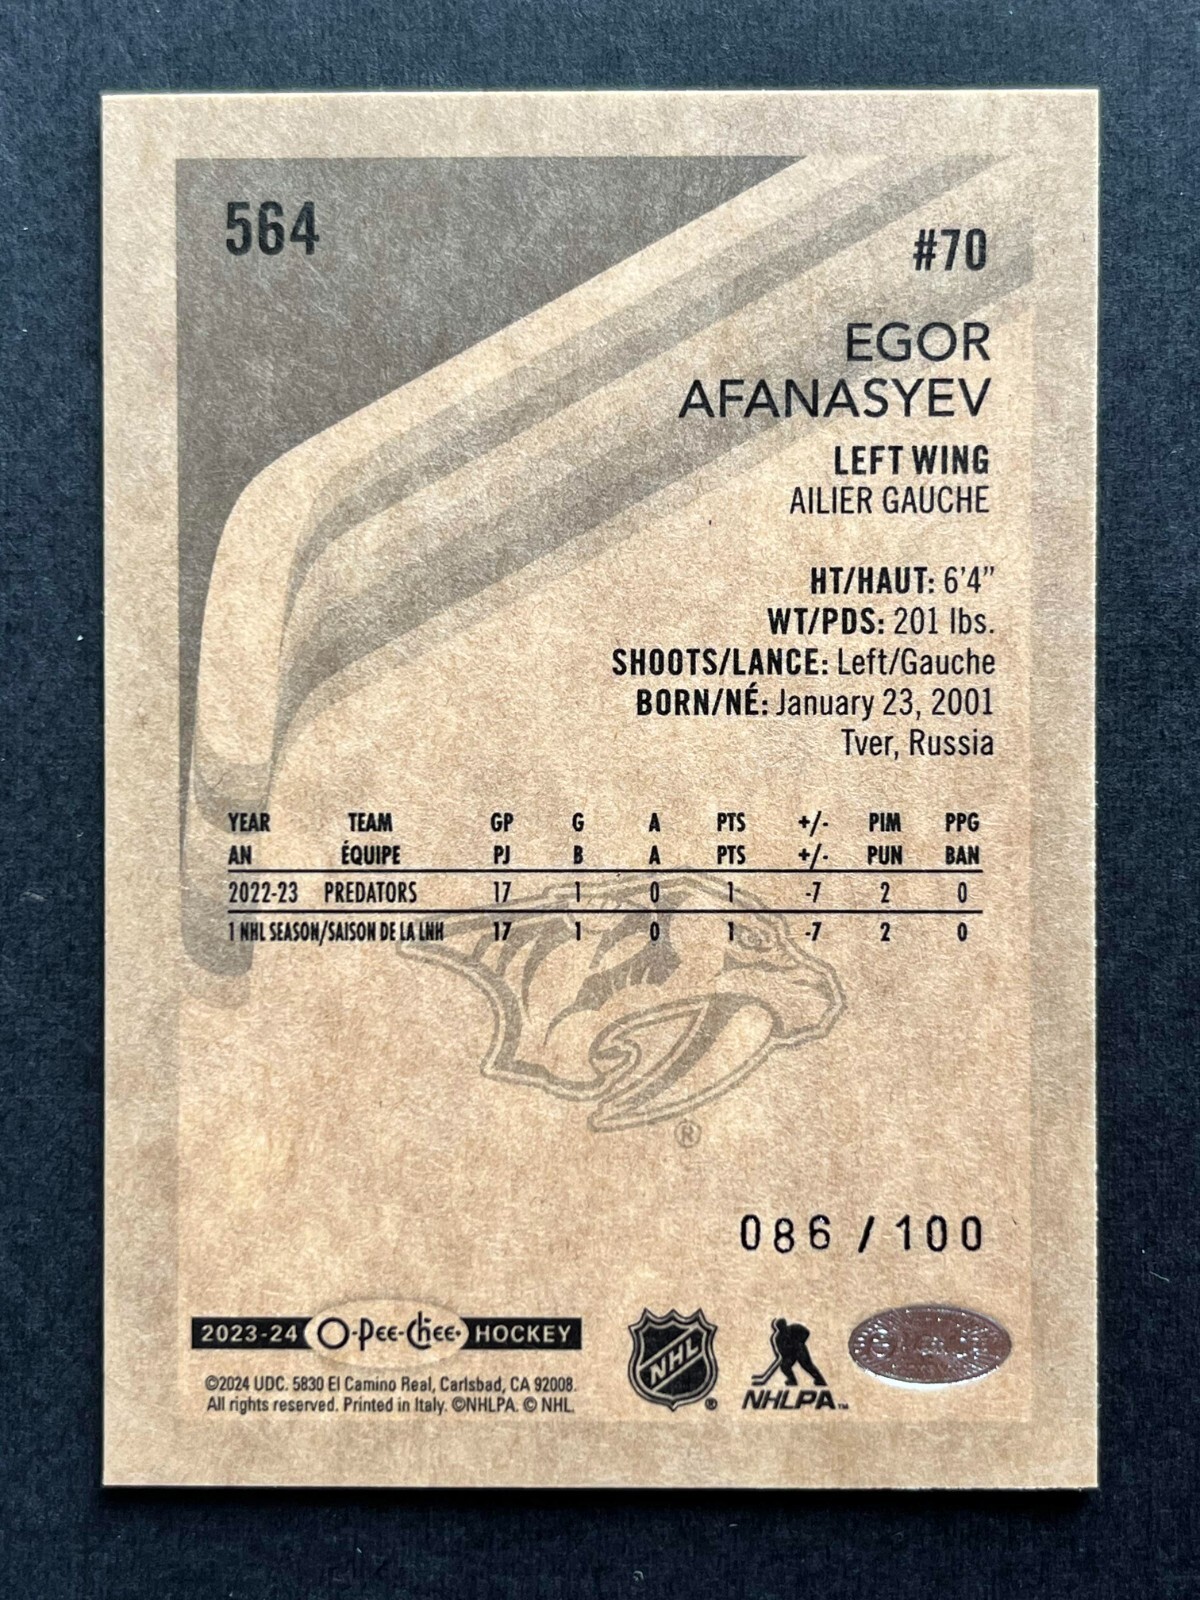 564
#70
EGOR
AFANASYEV
LEFT WING
AILIER GAUCHE
HT/HAUT: 6'4"
WT/PDS: 201 lbs.
SHOOTS/LANCE: Left/Gauche
BORN/NÉ: January 23, 2001
Tver, Russia
YEAR TEAM GP G A PTS +/- PIM PPG
AN ÉQUIPE PJ B A PTS +/- PUN BAN
2022-23 PREDATORS 17 1 0 1 -7 2 0
1 NHL SEASON/SAISON DE LA LNH 17 1 0 1 -7 2 0
®
086 / 100
2023-24 O-Pee-Chee® HOCKEY
NHL ®
NHLPA™
©2024 UDC. 5830 El Camino Real, Carlsbad, CA 92008.
All rights reserved. Printed in Italy. ©NHLPA. © NHL.